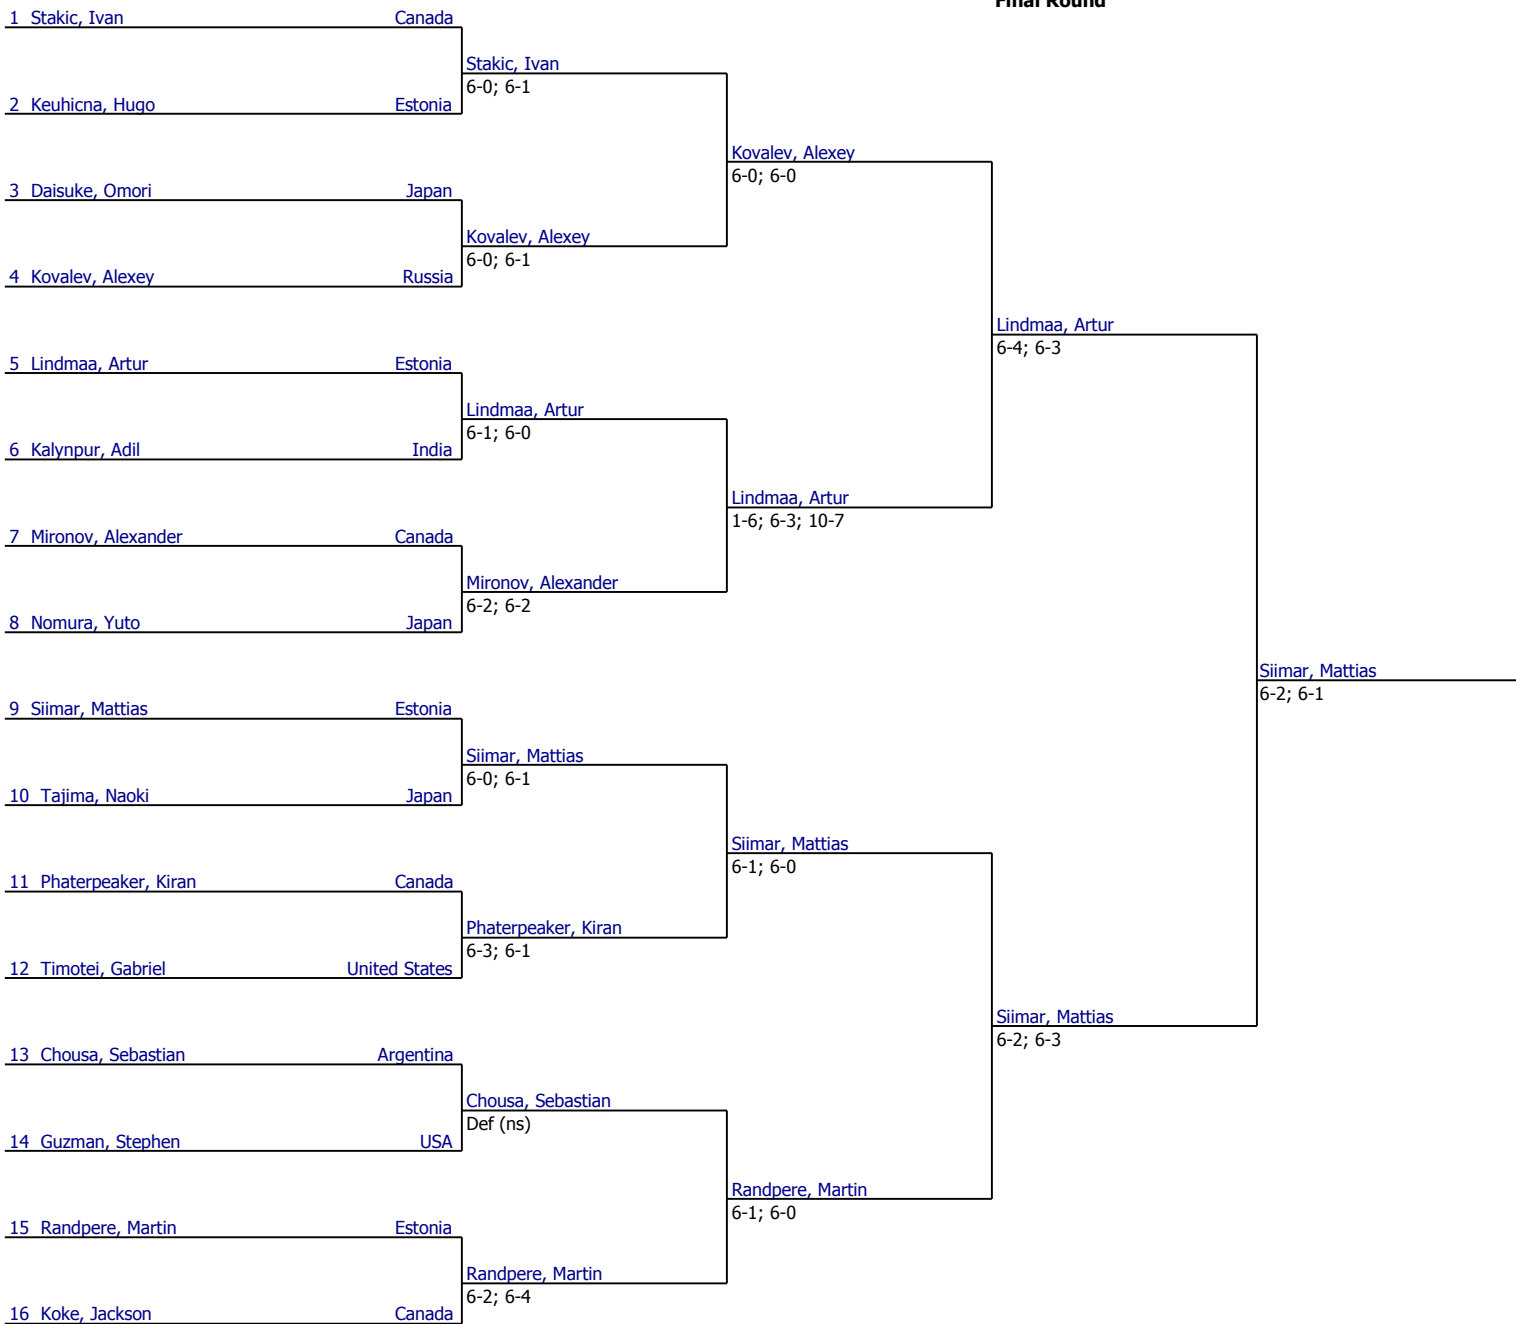 Final Round
1 Stakic, Ivan Canada
Stakic, Ivan
6-0; 6-1
2 Keuhicna, Hugo Estonia
Kovalev, Alexey
6-0; 6-0
3 Daisuke, Omori Japan
Kovalev, Alexey
6-0; 6-1
4 Kovalev, Alexey Russia
Lindmaa, Artur
6-4; 6-3
5 Lindmaa, Artur Estonia
Lindmaa, Artur
6-1; 6-0
6 Kalynpur, Adil India
Lindmaa, Artur
1-6; 6-3; 10-7
7 Mironov, Alexander Canada
Mironov, Alexander
6-2; 6-2
8 Nomura, Yuto Japan
Siimar, Mattias
6-2; 6-1
9 Siimar, Mattias Estonia
Siimar, Mattias
6-0; 6-1
10 Tajima, Naoki Japan
Siimar, Mattias
6-1; 6-0
11 Phaterpeaker, Kiran Canada
Phaterpeaker, Kiran
6-3; 6-1
12 Timotei, Gabriel United States
Siimar, Mattias
6-2; 6-3
13 Chousa, Sebastian Argentina
Chousa, Sebastian
Def (ns)
14 Guzman, Stephen USA
Randpere, Martin
6-1; 6-0
15 Randpere, Martin Estonia
Randpere, Martin
6-2; 6-4
16 Koke, Jackson Canada